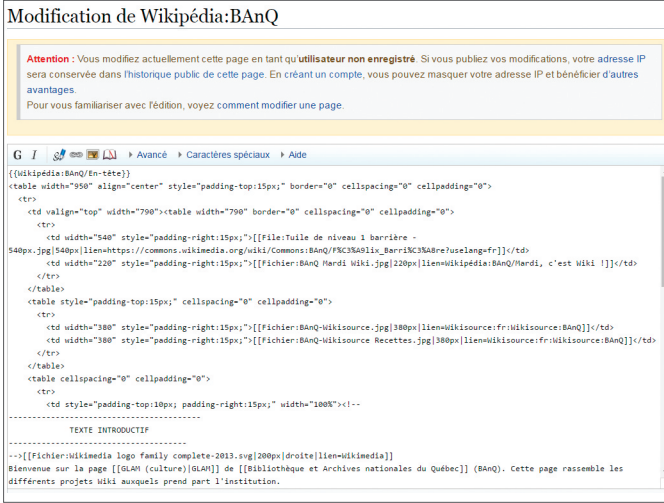 Modification de Wikipédia:BAnQ
Attention : Vous modifiez actuellement cette page en tant qu'utilisateur non enregistré. Si vous publiez vos modifications, votre adresse IP
sera conservée dans l'historique public de cette page. En créant un compte, vous pouvez masquer votre adresse IP et bénéficier d'autres
avantages.
Pour vous familiariser avec l'édition, voyez comment modifier une page.
G I Avancé Caractères spéciaux Aide
{{Wikipédia:BAnQ/En-tête}}
<table width="950" align="center" style="padding-top:15px;" border="0" cellspacing="0" cellpadding="0">
<tr>
<td valign="top" width="790"><table width="790" border="0" cellspacing="0" cellpadding="0">
<tr>
<td width="540" style="padding-right:15px;">[[File:Tuile de niveau 1 barrière -
540px.jpg|540px|lien=https://commons.wikimedia.org/wiki/Commons:BAnQ/F%C3%A9lix_Barri%C3%A8re?uselang=fr]]</td>
<td width="220" style="padding-right:15px;">[[Fichier:BAnQ Mardi Wiki.jpg|220px|lien=Wikipédia:BAnQ/Mardi, c'est Wiki !]]</td>
</tr>
</table>
<table style="padding-top:15px;" cellspacing="0" cellpadding="0">
<tr>
<td width="380" style="padding-right:15px;">[[Fichier:BAnQ-Wikisource.jpg|380px|lien=Wikisource:fr:Wikisource:BAnQ]]</td>
<td width="380" style="padding-right:15px;">[[Fichier:BAnQ-Wikisource Recettes.jpg|380px|lien=Wikisource:fr:Wikisource:BAnQ]]</td>
</tr>
</table>
<table cellspacing="0" cellpadding="0">
<tr>
<td style="padding-top:10px; padding-right:15px;" width="100%"><!--
----------------------------------------
TEXTE INTRODUCTIF
-------------------------------------
-->[[Fichier:Wikimedia logo family complete-2013.svg|200px|droite|lien=Wikimedia]]
Bienvenue sur la page [[GLAM (culture)|GLAM]] de [[Bibliothèque et Archives nationales du Québec]] (BAnQ). Cette page rassemble les
différents projets Wiki auxquels prend part l'institution.